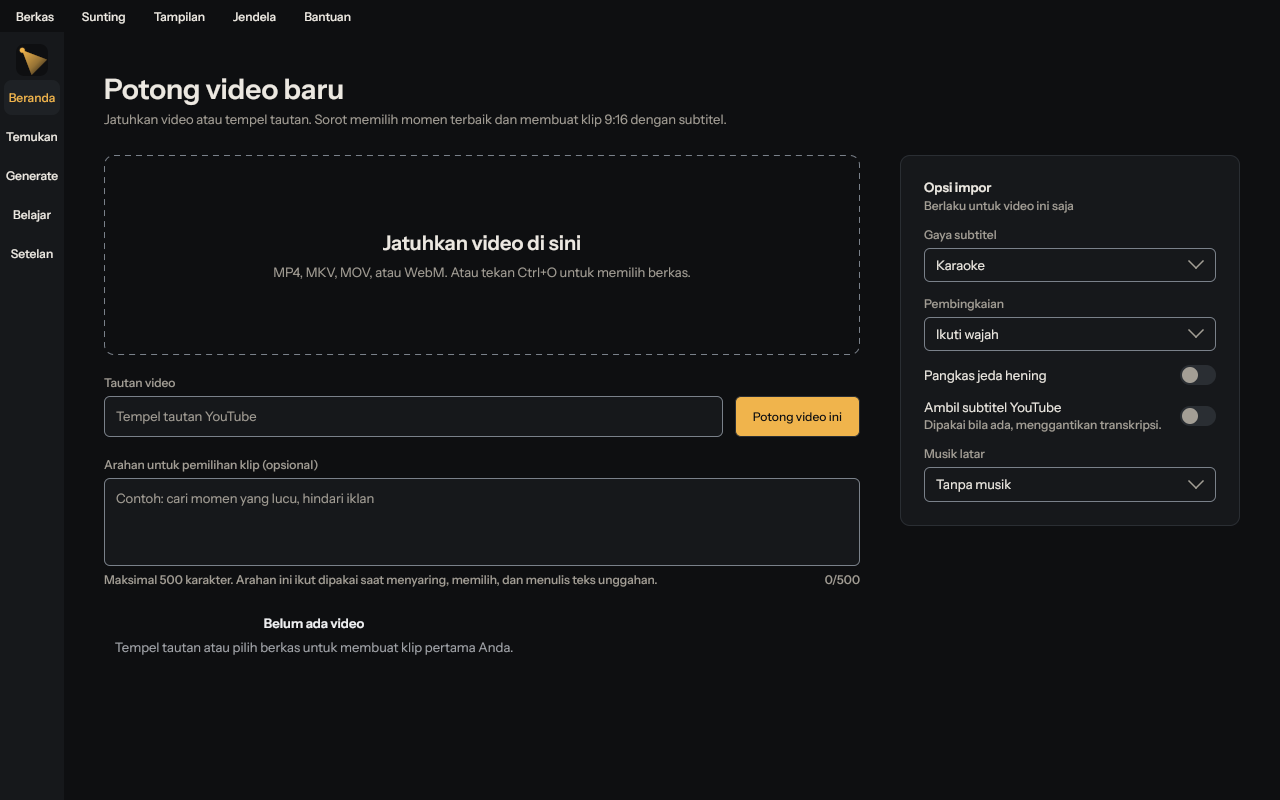 Berkas
Sunting
Tampilan
Jendela
Bantuan
Beranda
Temukan
Generate
Belajar
Setelan
Potong video baru
Jatuhkan video atau tempel tautan. Sorot memilih momen terbaik dan membuat klip 9:16 dengan subtitel.
Jatuhkan video di sini
MP4, MKV, MOV, atau WebM. Atau tekan Ctrl+O untuk memilih berkas.
Tautan video
Tempel tautan YouTube
Potong video ini
Arahan untuk pemilihan klip (opsional)
Contoh: cari momen yang lucu, hindari iklan
Maksimal 500 karakter. Arahan ini ikut dipakai saat menyaring, memilih, dan menulis teks unggahan.
0/500
Belum ada video
Tempel tautan atau pilih berkas untuk membuat klip pertama Anda.
Opsi impor
Berlaku untuk video ini saja
Gaya subtitel
Karaoke
Pembingkaian
Ikuti wajah
Pangkas jeda hening
Ambil subtitel YouTube
Dipakai bila ada, menggantikan transkripsi.
Musik latar
Tanpa musik